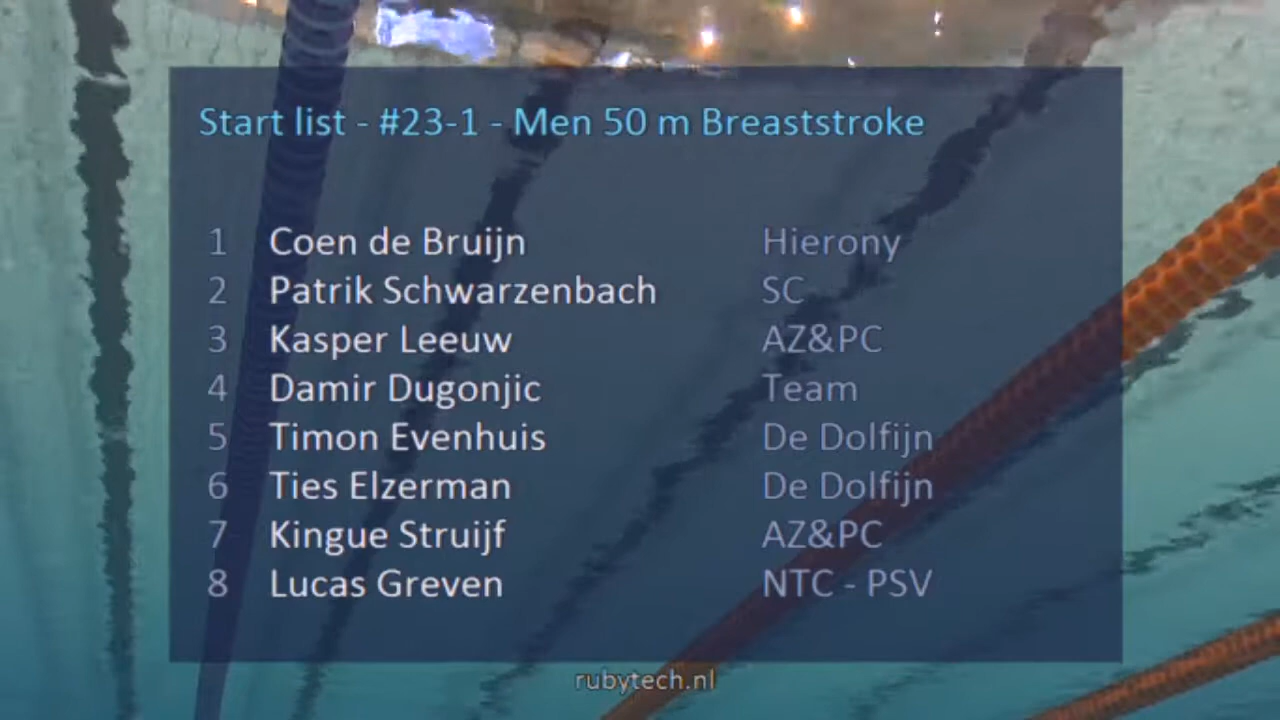 Start list - #23-1 - Men 50 m Breaststroke
1 Coen de Bruijn Hierony
2 Patrik Schwarzenbach SC
3 Kasper Leeuw AZ&PC
4 Damir Dugonjic Team
5 Timon Evenhuis De Dolfijn
6 Ties Elzerman De Dolfijn
7 Kingue Struijf AZ&PC
8 Lucas Greven NTC - PSV
rubytech.nl